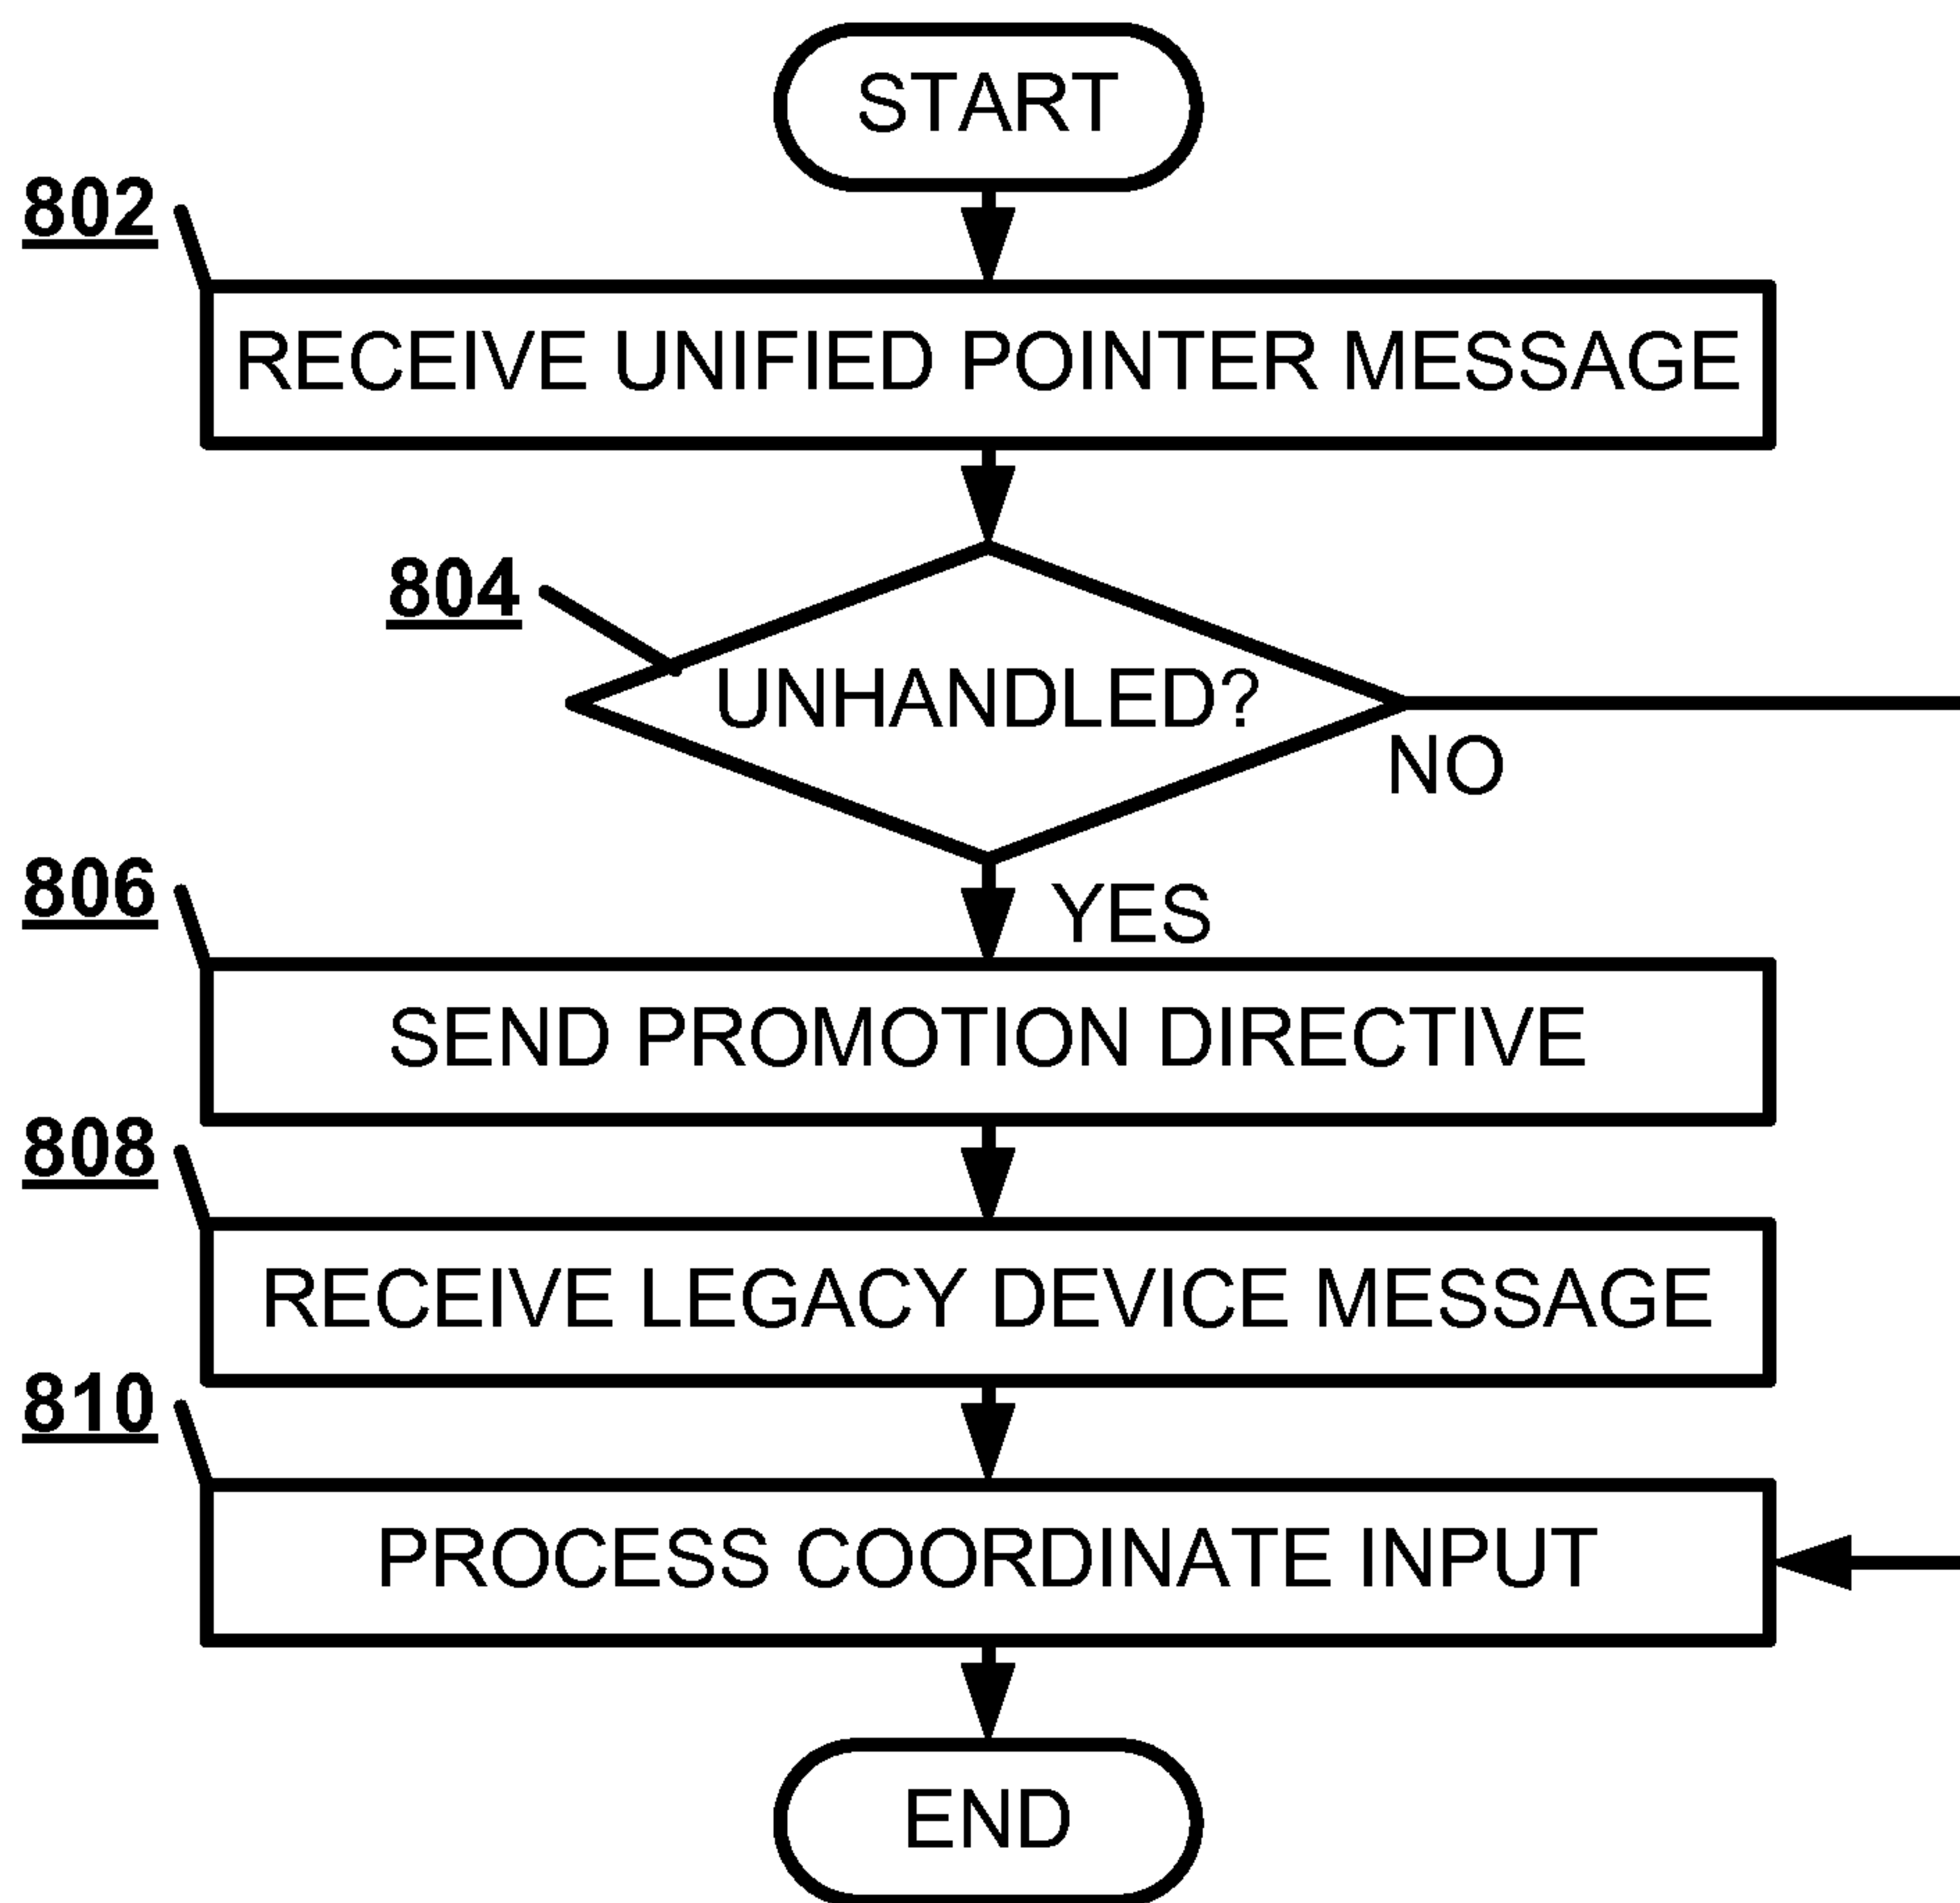 START
802
RECEIVE UNIFIED POINTER MESSAGE
804
UNHANDLED?
NO
YES
806
SEND PROMOTION DIRECTIVE
808
RECEIVE LEGACY DEVICE MESSAGE
810
PROCESS COORDINATE INPUT
END